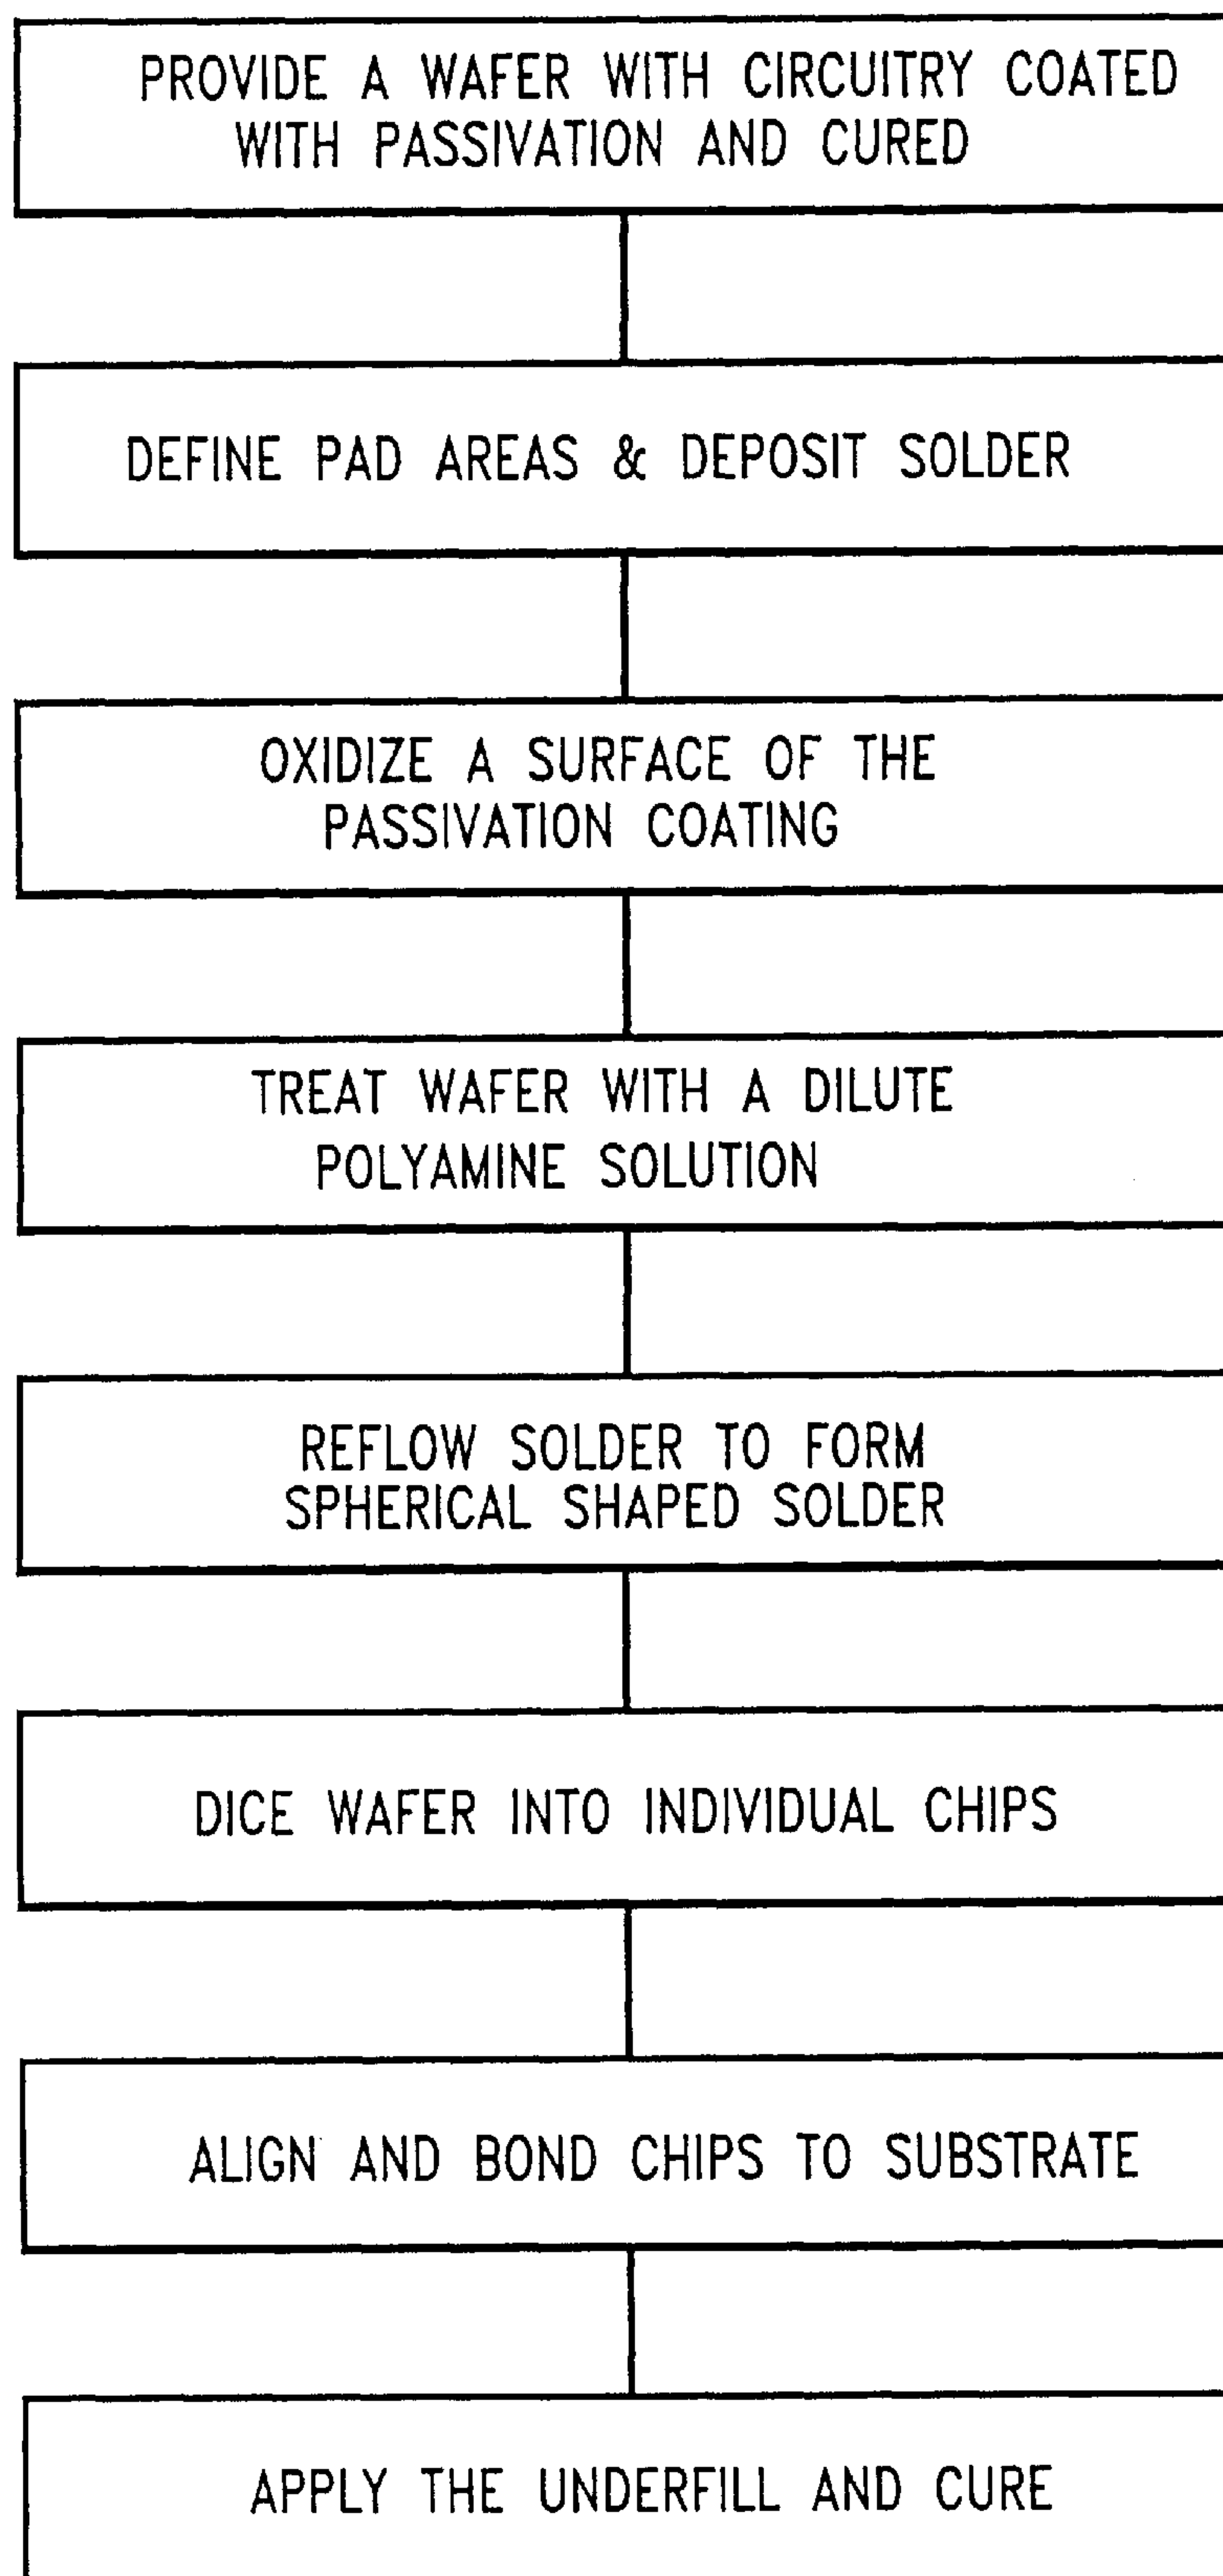 PROVIDE A WAFER WITH CIRCUITRY COATED
WITH PASSIVATION AND CURED
DEFINE PAD AREAS & DEPOSIT SOLDER
OXIDIZE A SURFACE OF THE
PASSIVATION COATING
TREAT WAFER WITH A DILUTE
POLYAMINE SOLUTION
REFLOW SOLDER TO FORM
SPHERICAL SHAPED SOLDER
DICE WAFER INTO INDIVIDUAL CHIPS
ALIGN AND BOND CHIPS TO SUBSTRATE
APPLY THE UNDERFILL AND CURE